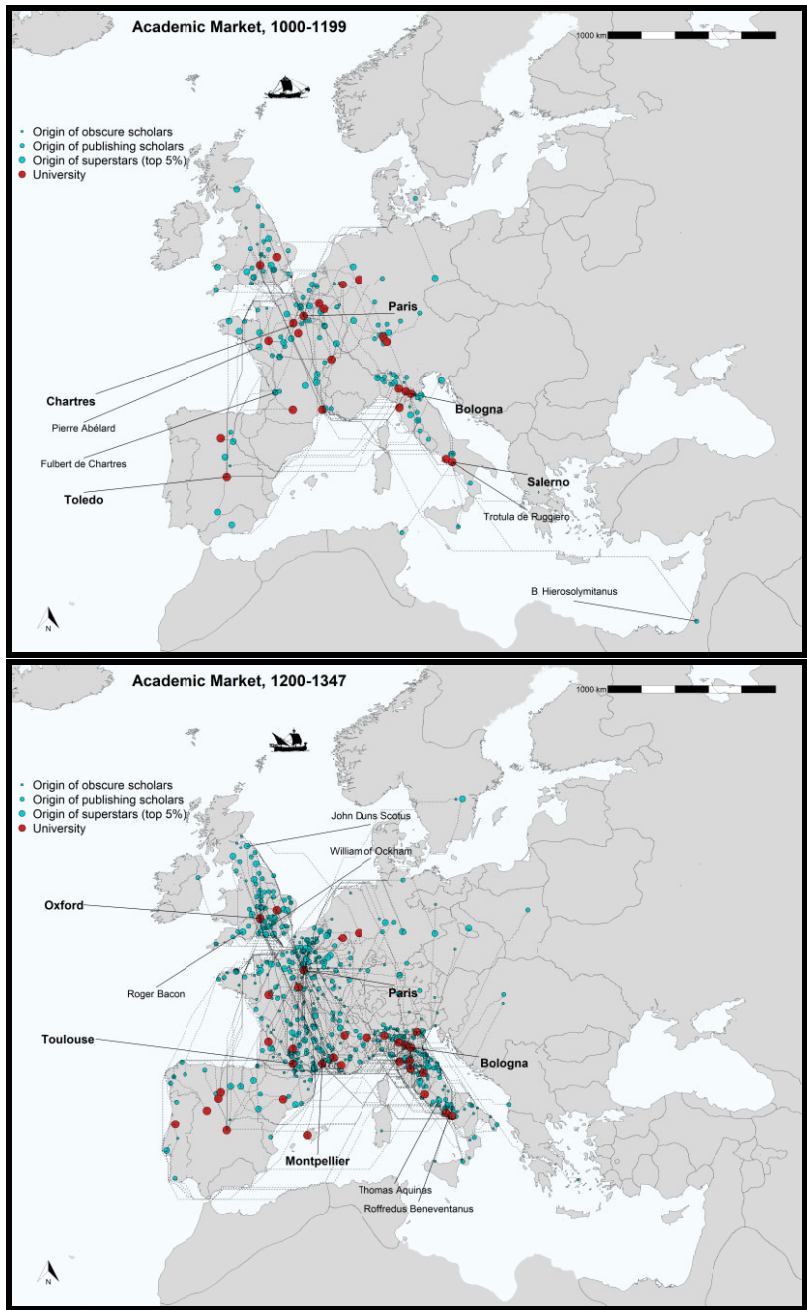 Academic Market, 1000-1199
1000 km
Origin of obscure scholars
Origin of publishing scholars
Origin of superstars (top 5%)
University
Paris
Chartres
Pierre Abélard
Bologna
Fulbert de Chartres
Salerno
Toledo
Trotula de Ruggiero
B Hierosolymitanus
N
Academic Market, 1200-1347
1000 km
Origin of obscure scholars
Origin of publishing scholars
Origin of superstars (top 5%)
University
John Duns Scotus
William of Ockham
Oxford
Roger Bacon
Paris
Toulouse
Bologna
Montpellier
Thomas Aquinas
Roffredus Beneventanus
N